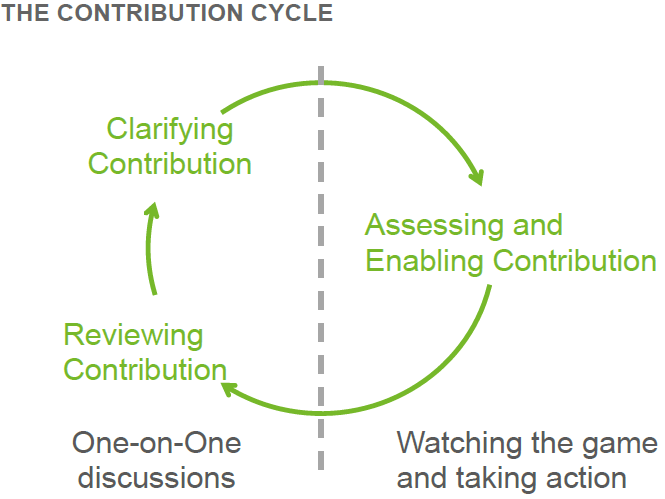 THE CONTRIBUTION CYCLE
Clarifying
Contribution
Assessing and
Enabling Contribution
Reviewing
Contribution
One-on-One
discussions
Watching the game
and taking action